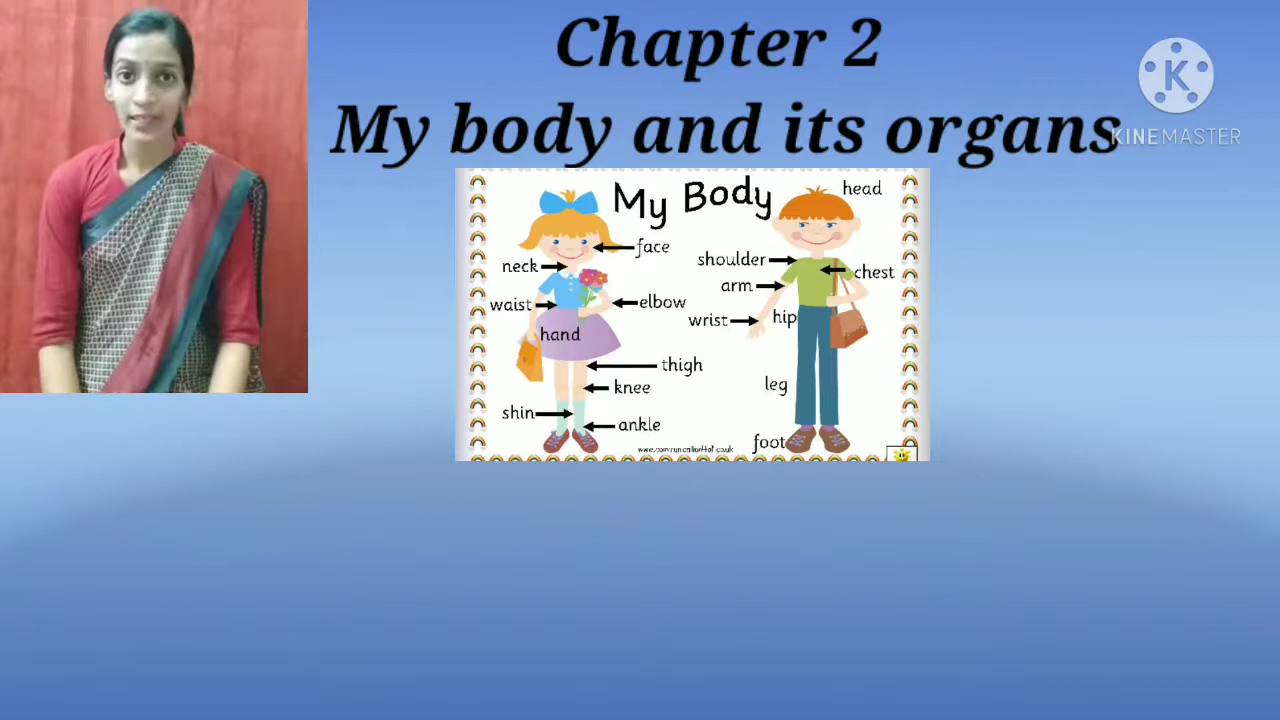 Chapter 2
My body and its organs
K
KINEMASTER
My Body
head
face
neck
shoulder
chest
arm
waist
elbow
wrist
hip
hand
thigh
knee
leg
shin
ankle
foot